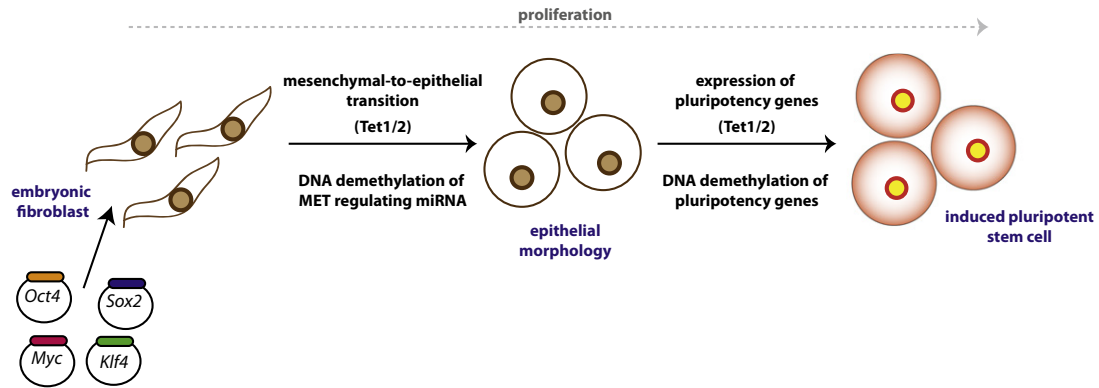 proliferation
mesenchymal-to-epithelial
transition
(Tet1/2)
DNA demethylation of
MET regulating miRNA
expression of
pluripotency genes
(Tet1/2)
DNA demethylation of
pluripotency genes
embryonic
fibroblast
epithelial
morphology
induced pluripotent
stem cell
Oct4
Sox2
Myc
Klf4